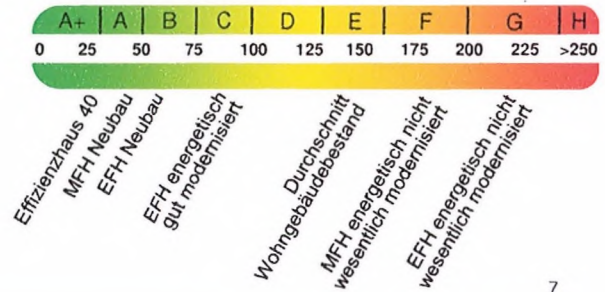 A+ A B C D E F G H
0 25 50 75 100 125 150 175 200 225 >250
Effizienzhaus 40
MFH Neubau
EFH Neubau
EFH energetisch
gut modernisiert
Durchschnitt
Wohngebäudebestand
MFH energetisch nicht
wesentlich modernisiert
EFH energetisch nicht
wesentlich modernisiert
7